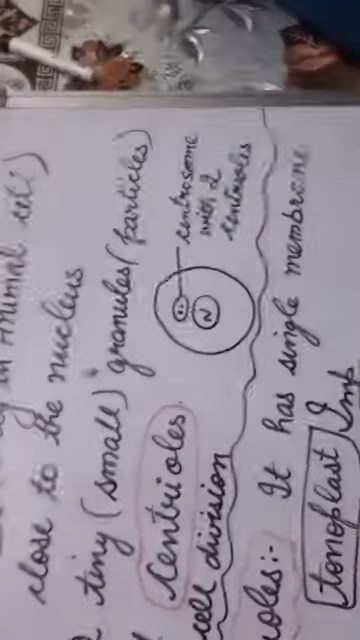 in Animal cell)
close to the nucleus
tiny (small) granules (particles)
Centrioles.
centrosome
with 2
centrioles
N
cell division
oles:- It has single membrane
tonoplast Imp